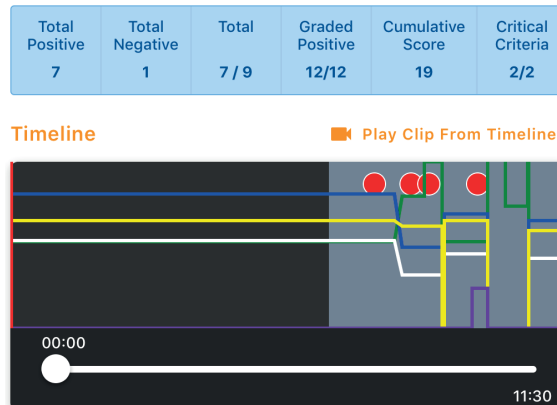 Total Positive
7
Total Negative
1
Total
7 / 9
Graded Positive
12/12
Cumulative Score
19
Critical Criteria
2/2
Timeline
Play Clip From Timeline
00:00
11:30